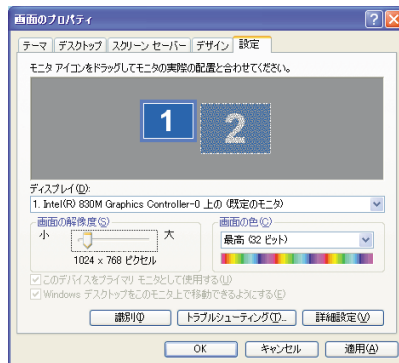 画面のプロパティ
テーマ デスクトップ スクリーン セーバー デザイン 設定
モニタ アイコンをドラッグしてモニタの実際の配置と合わせてください。
1 2
ディスプレイ(D):
1. Intel(R) 830M Graphics Controller-0 上の (既定のモニタ)
画面の解像度(S) 画面の色(C)
小 大 最高 (32 ビット)
1024 x 768 ピクセル
このデバイスをプライマリ モニタとして使用する(U)
Windows デスクトップをこのモニタ上で移動できるようにする(E)
識別(I) トラブルシューティング(T)... 詳細設定(V)
OK キャンセル 適用(A)